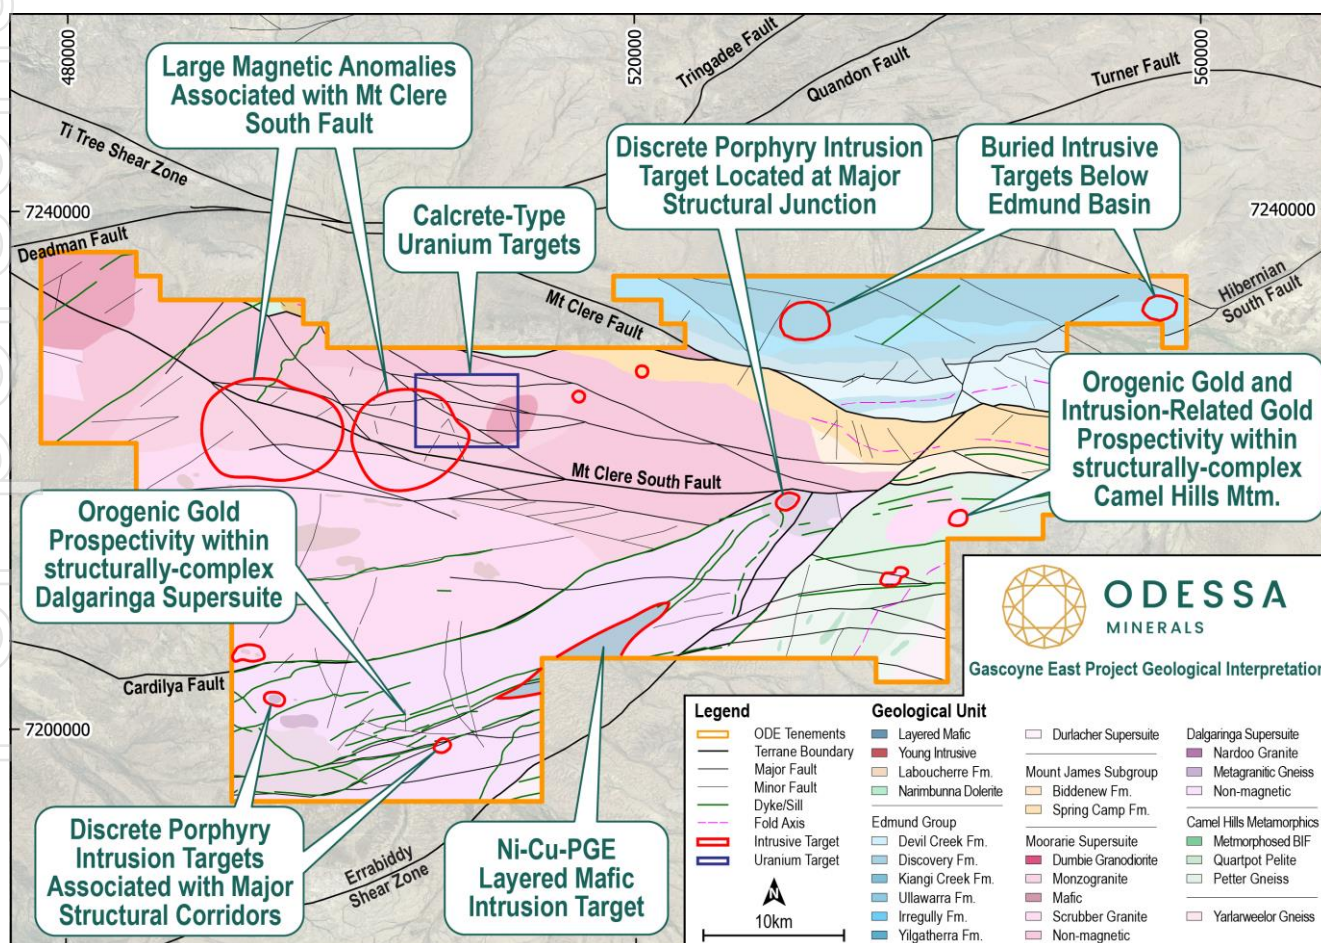 480000
520000
560000
Large Magnetic Anomalies
Associated with Mt Clere
South Fault
Tringadee Fault
Quandon Fault
Turner Fault
Ti Tree Shear Zone
Discrete Porphyry Intrusion
Target Located at Major
Structural Junction
Buried Intrusive
Targets Below
Edmund Basin
7240000
7240000
Calcrete-Type
Uranium Targets
Deadman Fault
Mt Clere Fault
Hibernian
South Fault
Orogenic Gold and
Intrusion-Related Gold
Prospectivity within
structurally-complex
Camel Hills Mtm.
Mt Clere South Fault
Orogenic Gold
Prospectivity within
structurally-complex
Dalgaringa Supersuite
Cardilya Fault
7200000
Discrete Porphyry
Intrusion Targets
Associated with Major
Structural Corridors
Errabiddy
Shear Zone
Ni-Cu-PGE
Layered Mafic
Intrusion Target
ODESSA
MINERALS
Gascoyne East Project Geological Interpretation
Legend
ODE Tenements
Terrane Boundary
Major Fault
Minor Fault
Dyke/Sill
Fold Axis
Intrusive Target
Uranium Target
N
10km
Geological Unit
Layered Mafic
Young Intrusive
Laboucherre Fm.
Narimbunna Dolerite
Edmund Group
Devil Creek Fm.
Discovery Fm.
Kiangi Creek Fm.
Ullawarra Fm.
Irregully Fm.
Yilgatherra Fm.
Durlacher Supersuite
Mount James Subgroup
Biddenew Fm.
Spring Camp Fm.
Moorarie Supersuite
Dumbie Granodiorite
Monzogranite
Mafic
Scrubber Granite
Non-magnetic
Dalgaringa Supersuite
Nardoo Granite
Metagranitic Gneiss
Non-magnetic
Camel Hills Metamorphics
Metmorphosed BIF
Quartpot Pelite
Petter Gneiss
Yarlarweelor Gneiss